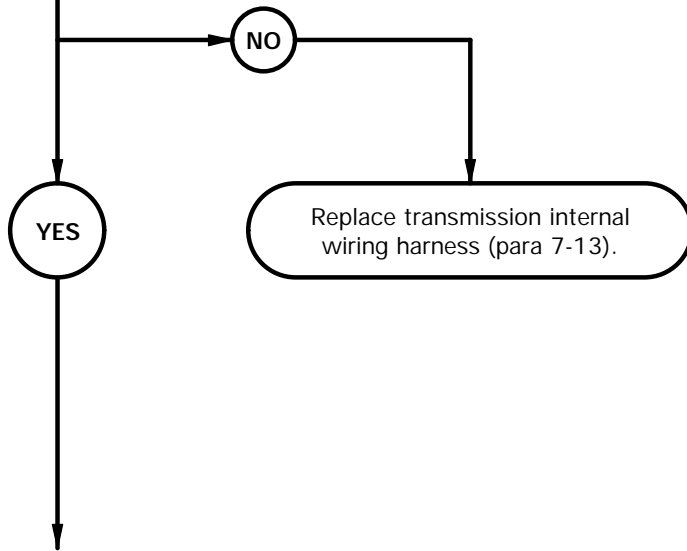 NO
YES
Replace transmission internal
wiring harness (para 7-13).